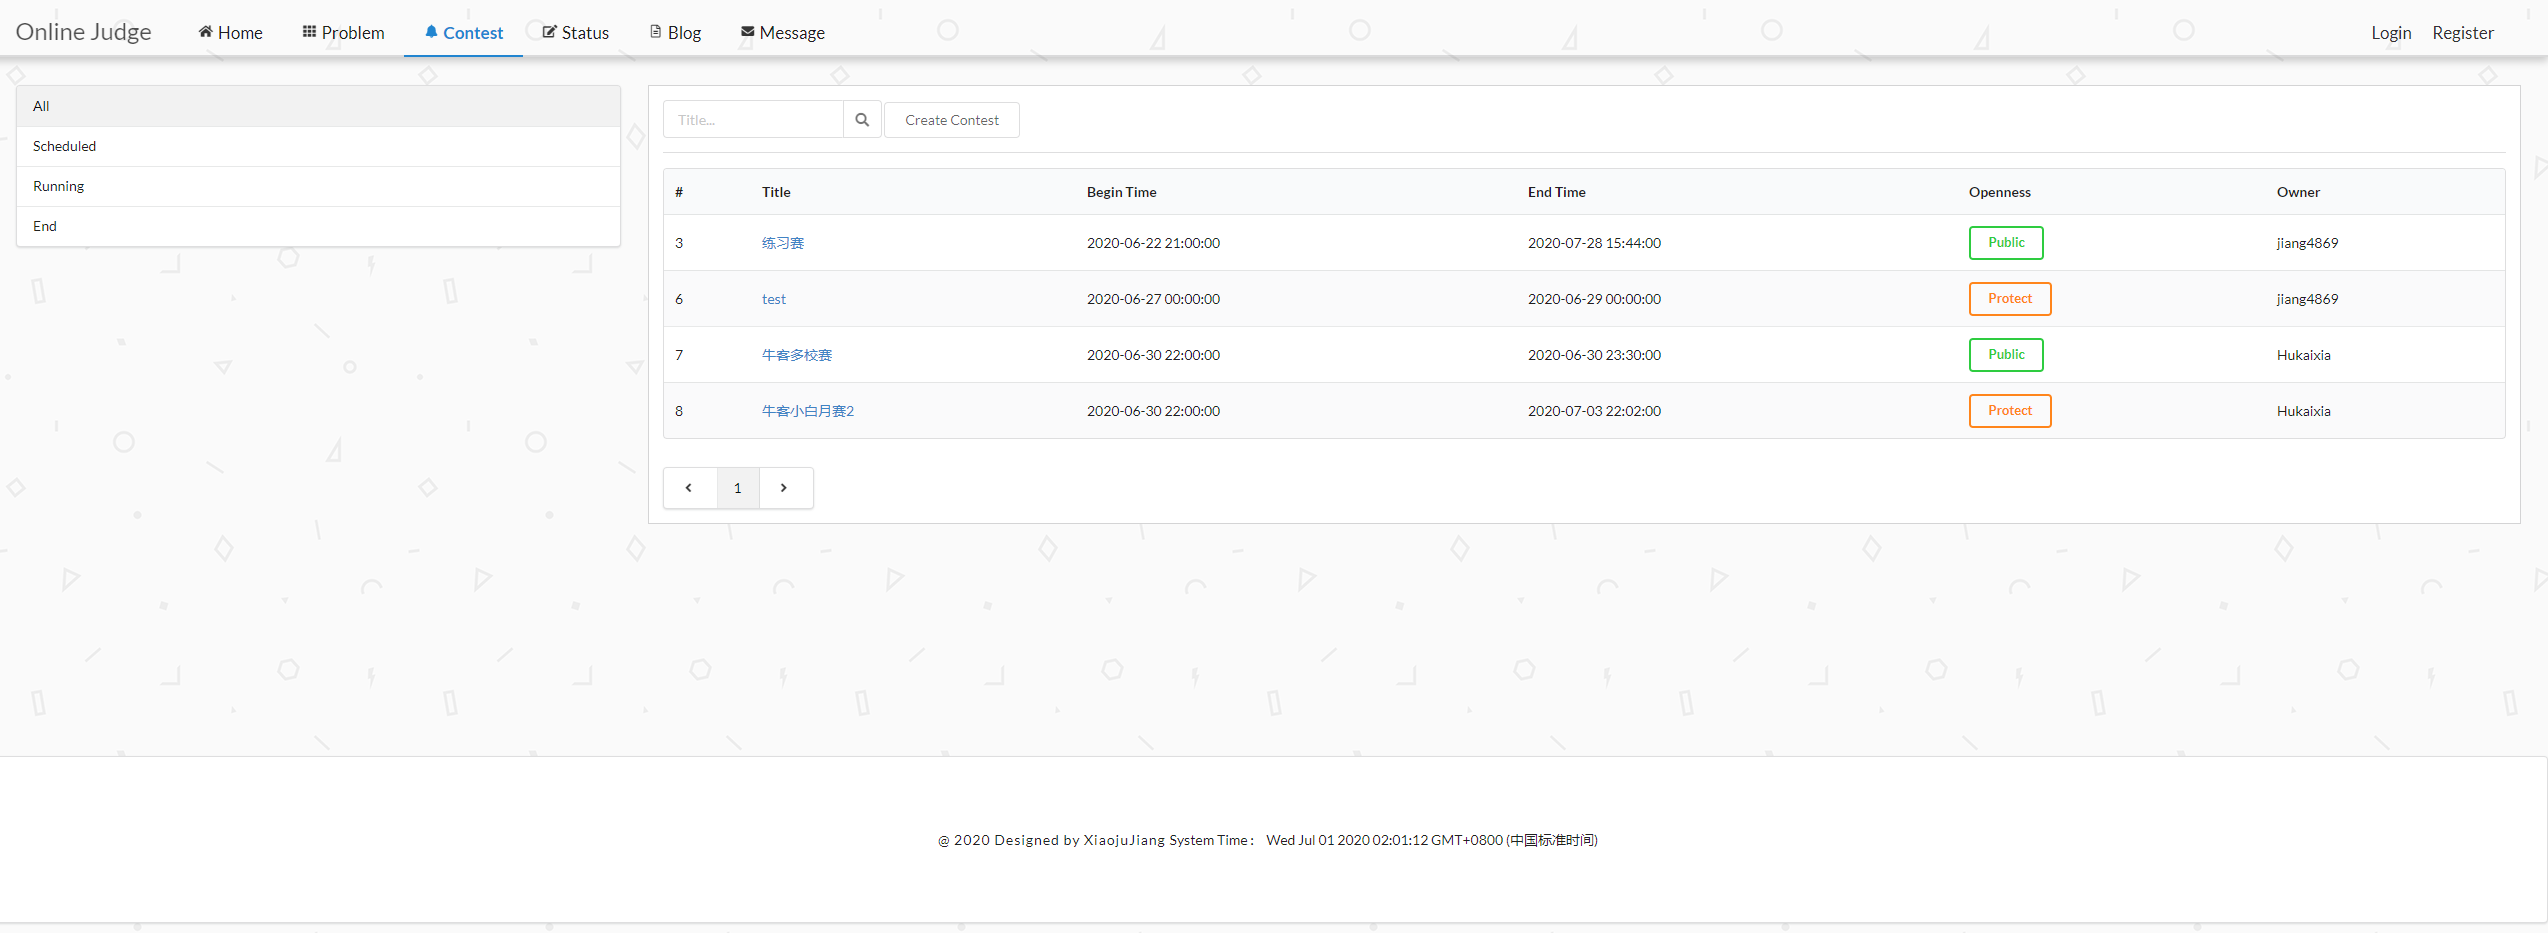 Online Judge Home Problem Contest Status Blog Message Login Register
All
Scheduled
Running
End
Title... Create Contest
# Title Begin Time End Time Openness Owner
3 练习赛 2020-06-22 21:00:00 2020-07-28 15:44:00 Public jiang4869
6 test 2020-06-27 00:00:00 2020-06-29 00:00:00 Protect jiang4869
7 牛客多校赛 2020-06-30 22:00:00 2020-06-30 23:30:00 Public Hukaixia
8 牛客小白月赛2 2020-06-30 22:00:00 2020-07-03 22:02:00 Protect Hukaixia
1
@ 2020 Designed by XiaojuJiang System Time： Wed Jul 01 2020 02:01:12 GMT+0800 (中国标准时间)